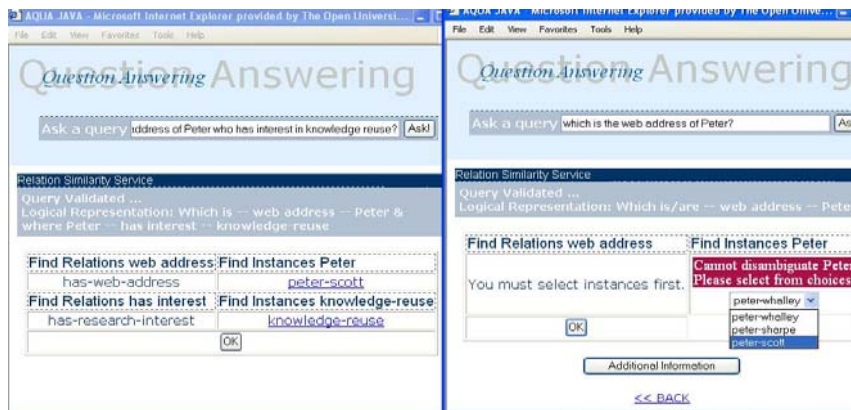 AQUA JAVA - Microsoft Internet Explorer provided by The Open Universi...
File Edit View Favorites Tools Help
Question Answering
Question Answering
Ask a query address of Peter who has interest in knowledge reuse? Ask!
Relation Similarity Service
Query Validated ...
Logical Representation: Which is -- web address -- Peter &
where Peter -- has interest -- knowledge-reuse
Find Relations web address Find Instances Peter
has-web-address peter-scott
Find Relations has interest Find Instances knowledge-reuse
has-research-interest knowledge-reuse
OK
AQUA JAVA - Microsoft Internet Explorer provided by The Open Unive...
File Edit View Favorites Tools Help
Question Answering
Question Answering
Ask a query which is the web address of Peter? As
Relation Similarity Service
Query Validated ...
Logical Representation: Which is/are -- web address -- Pete
Find Relations web address Find Instances Peter
You must select instances first.
Cannot disambiguate Peter
Please select from choices
peter-whalley
peter-whalley
peter-sharpe
peter-scott
OK
Additional Information
<< BACK